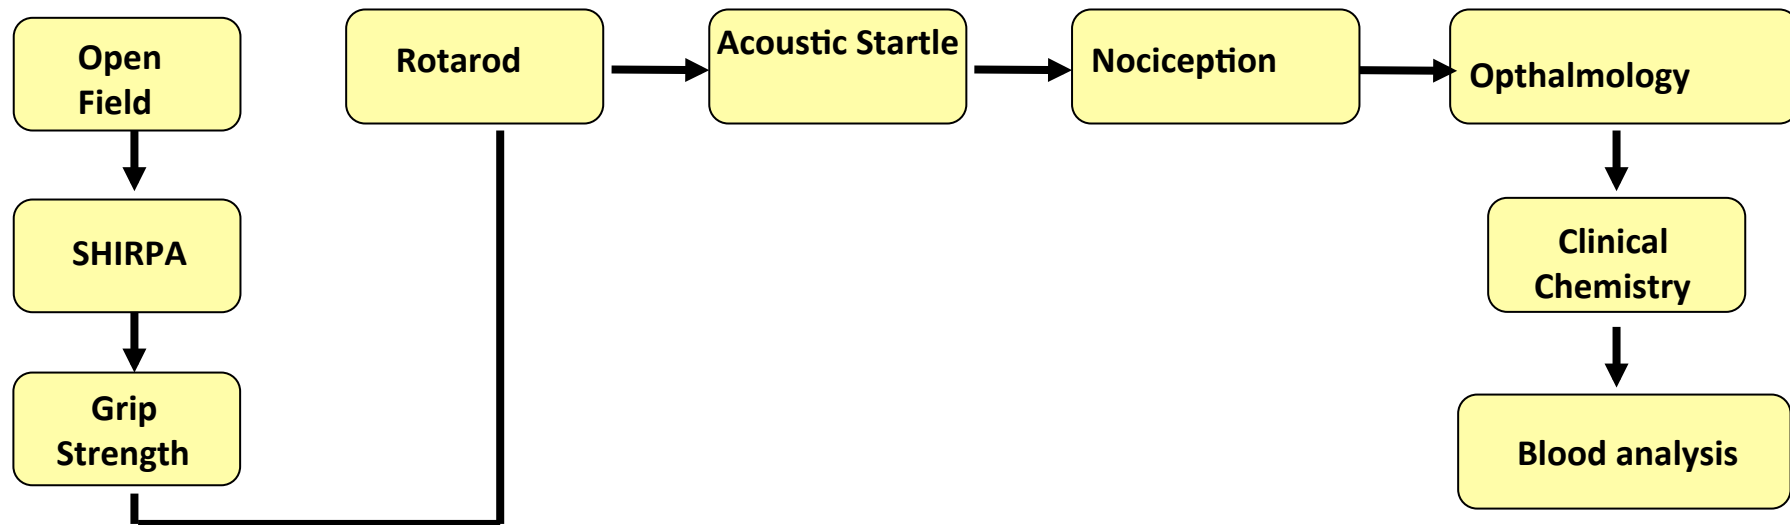 Open
Field
SHIRPA
Grip
Strength
Rotarod
Acoustic Startle
Nociception
Opthalmology
Clinical
Chemistry
Blood analysis